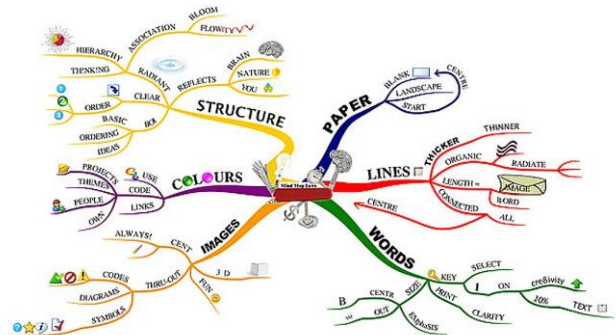 Mind Map Laws
STRUCTURE
RADIANT
ASSOCIATION
BLOOM
FLOW
HIERARCHY
THINKING
REFLECTS
BRAIN
NATURE
YOU
CLEAR
ORDER
BOI
BASIC
ORDERING
IDEAS
COLOURS
USE
CODE
LINKS
PROJECTS
THEMES
PEOPLE
OWN
IMAGES
CENT
ALWAYS!
3 D
FUN
THRU-OUT
CODES
DIAGRAMS
SYMBOLS
PAPER
BLANK
LANDSCAPE
START
CENTRE
LINES
THICKER
THINNER
ORGANIC
RADIATE
LENGTH =
IMAGE
WORD
CONNECTED
ALL
CENTRE
WORDS
KEY
SELECT
1
ON
cre8ivity
10%
TEXT
PRINT
CLARITY
SIZE
CENTR
B
OUT
EMphaSIS